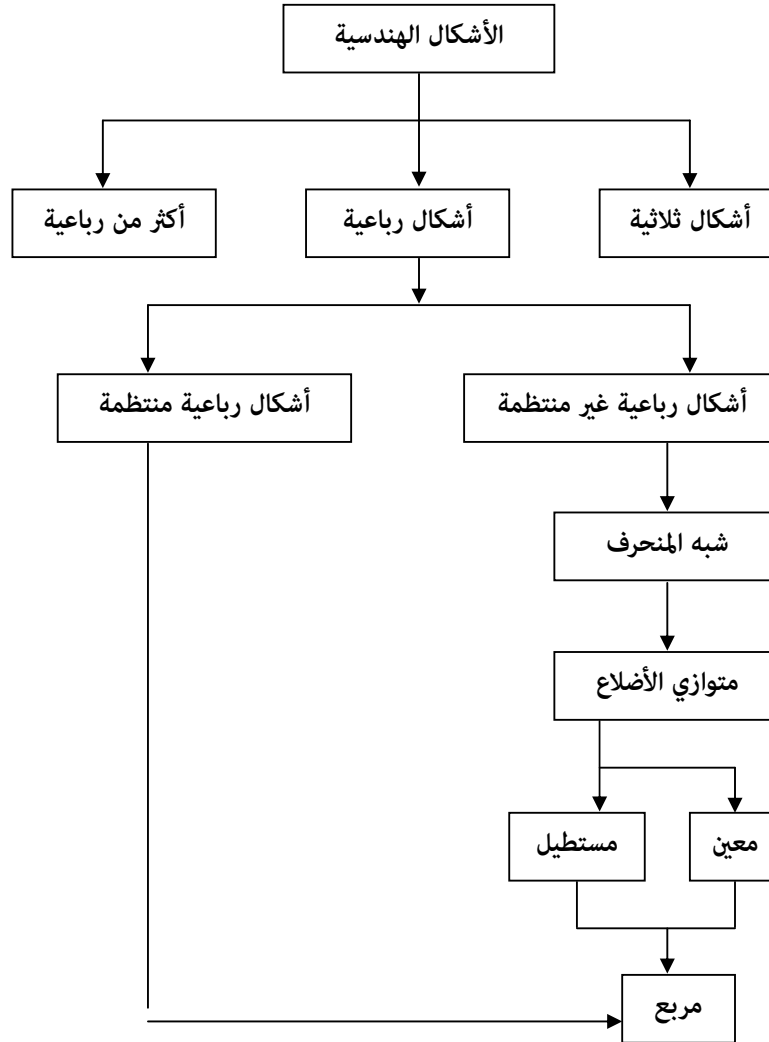 الأشكال الهندسية
أشكال ثلاثية
أشكال رباعية
أكثر من رباعية
أشكال رباعية غير منتظمة
أشكال رباعية منتظمة
شبه المنحرف
متوازي الأضلاع
معين
مستطيل
مربع